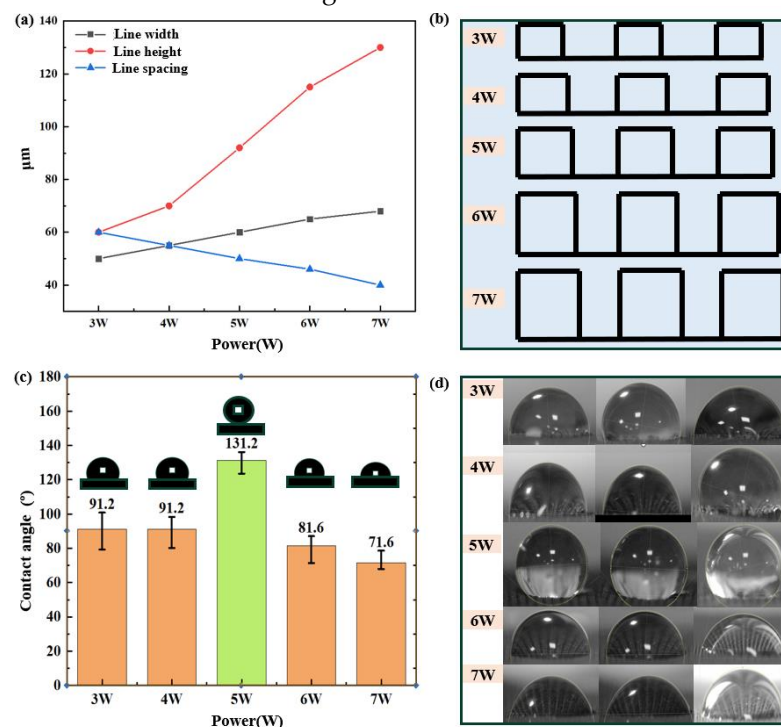 (a)
Line width
Line height
Line spacing
140
120
100
80
60
40
μm
3W 4W 5W 6W 7W
Power(W)
(b)
3W
4W
5W
6W
7W
(c)
180
160
140
120
100
80
60
40
20
0
Contact angle (°)
91.2
91.2
131.2
81.6
71.6
3W 4W 5W 6W 7W
Power(W)
(d)
3W
4W
5W
6W
7W